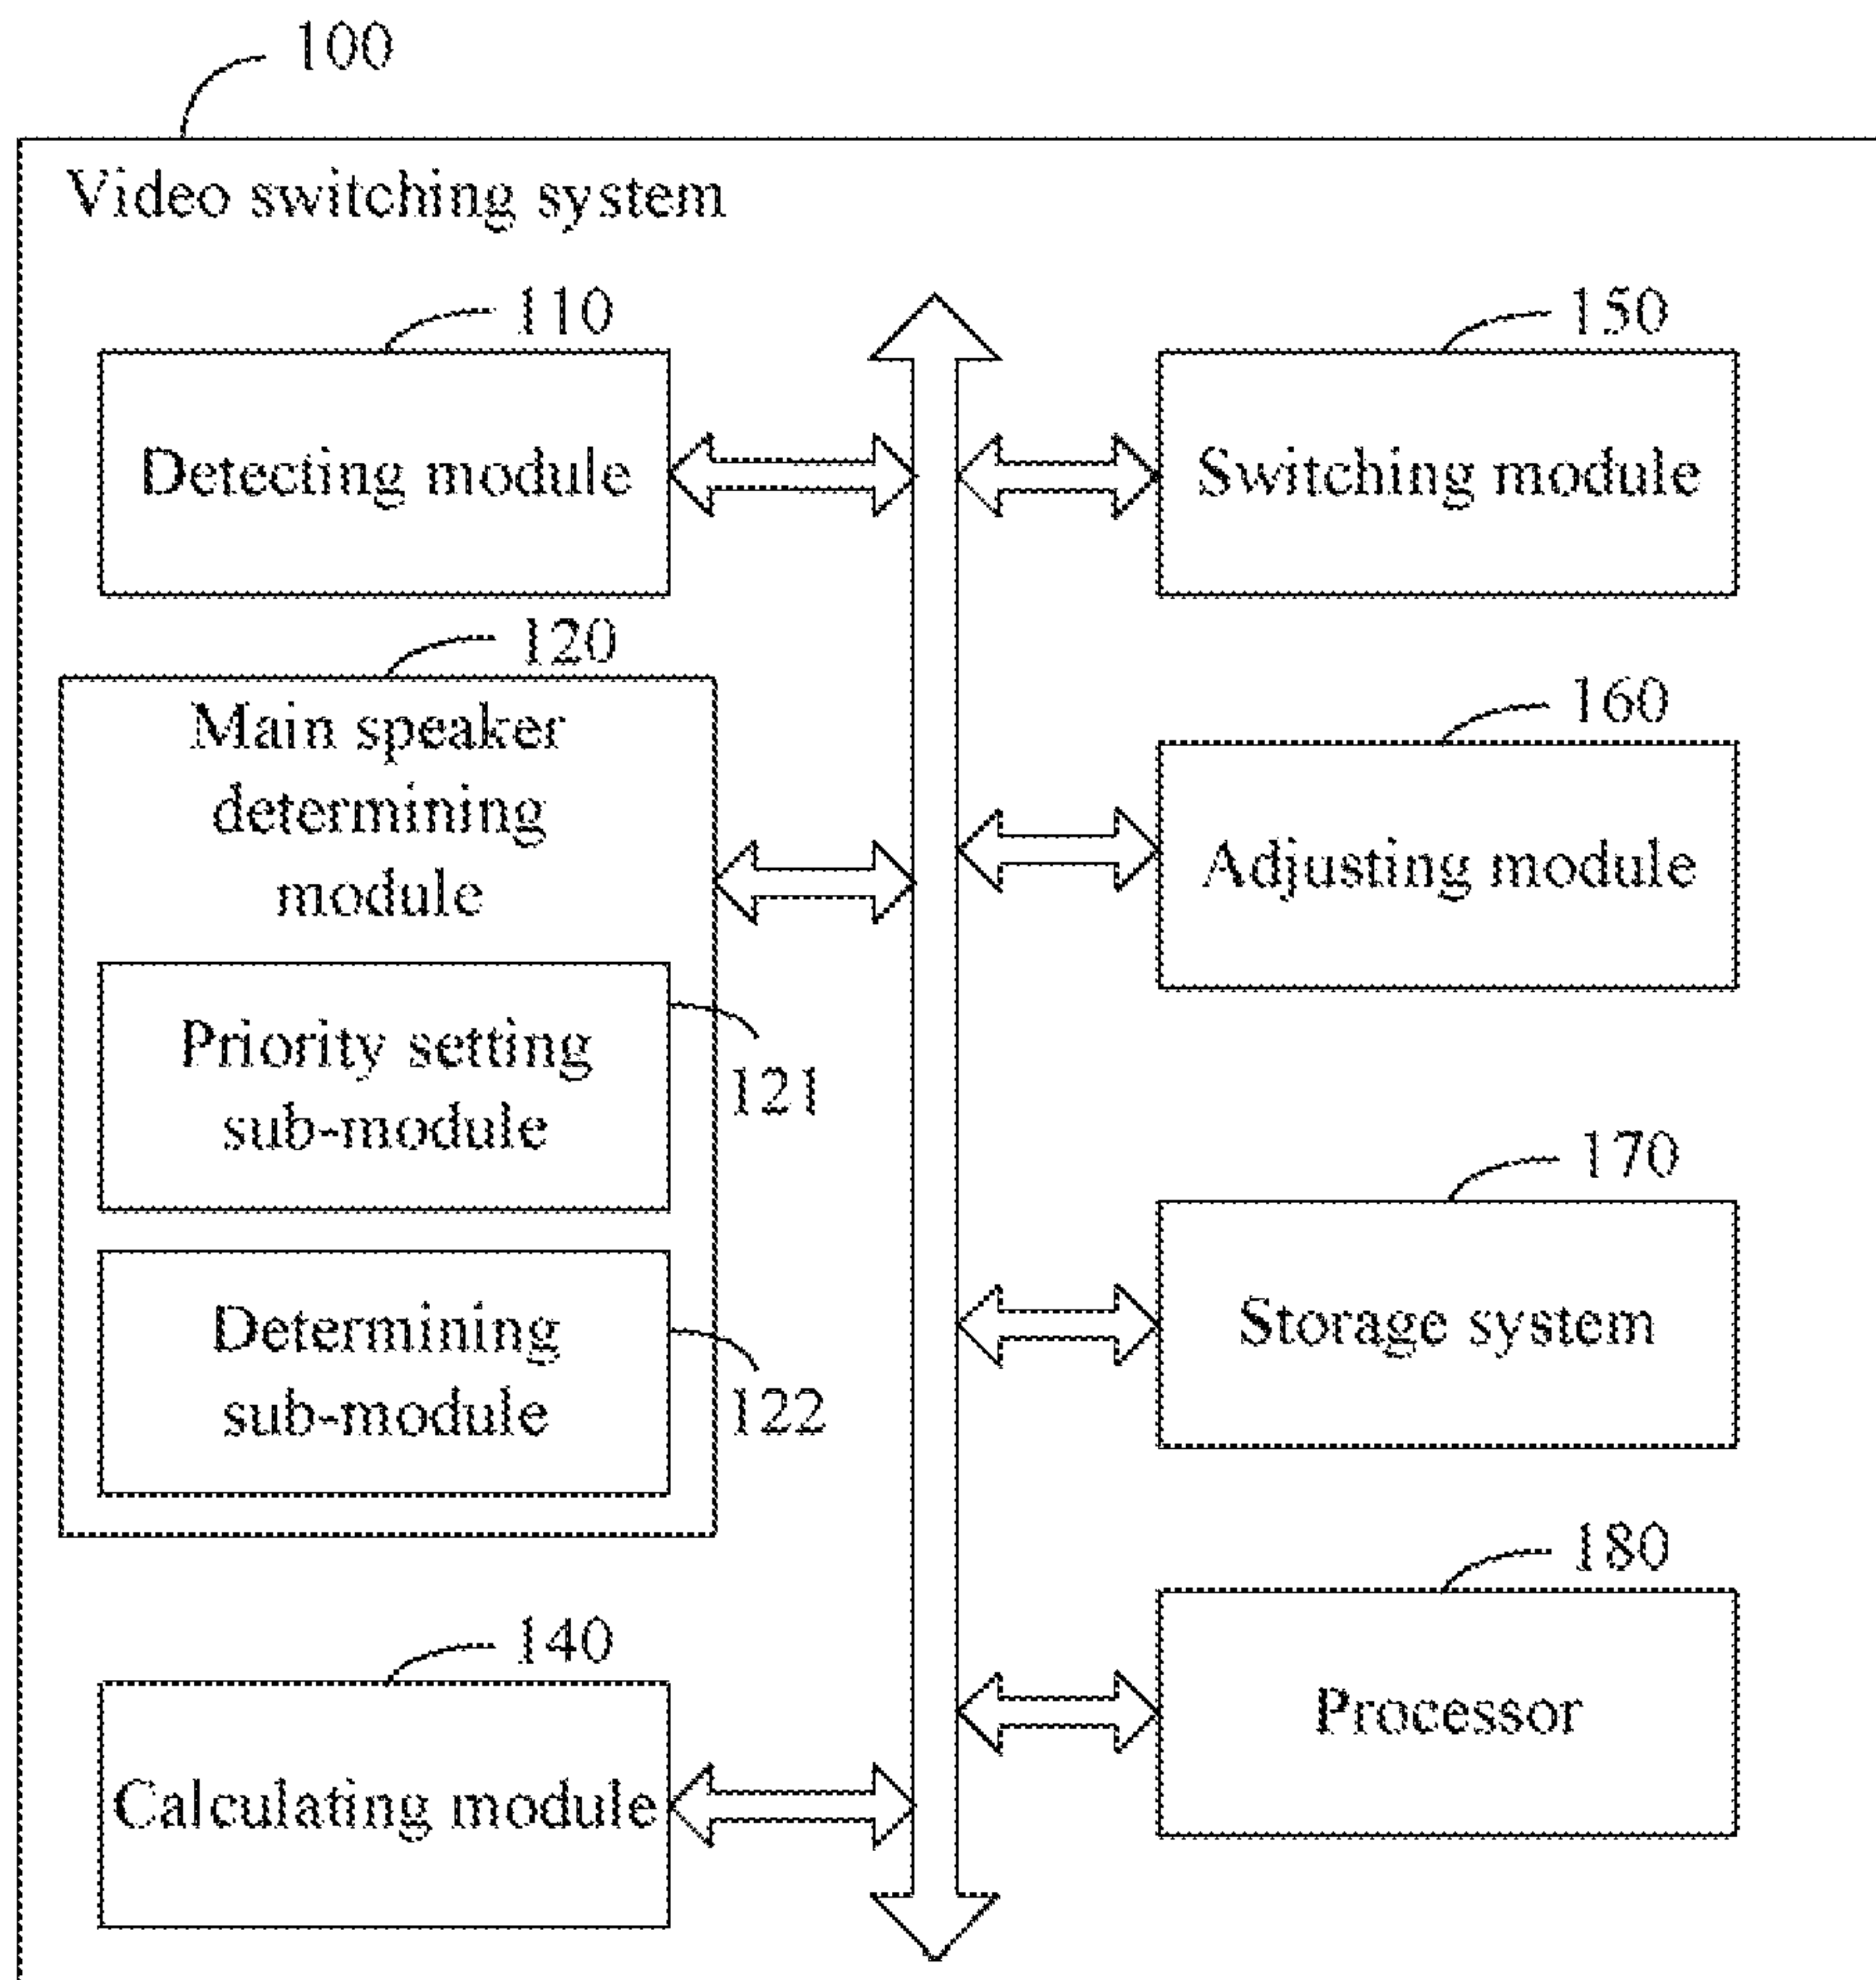 100
Video switching system
110
Detecting module
120
Main speaker
determining
module
Priority setting
sub-module
121
Determining
sub-module
122
140
Calculating module
150
Switching module
160
Adjusting module
170
Storage system
180
Processor